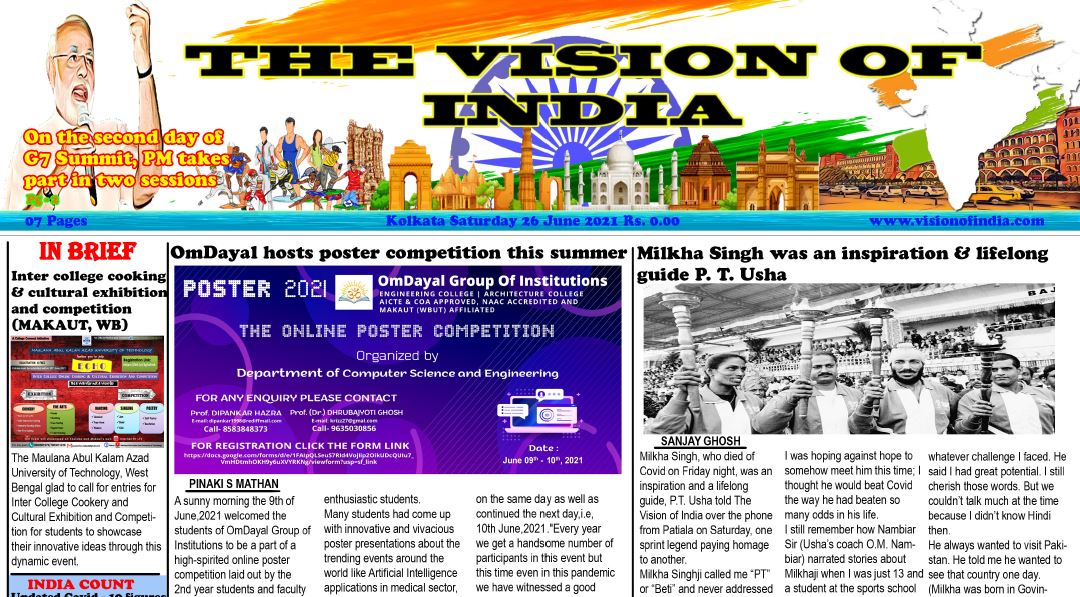 THE VISION OF
INDIA
On the second day of
G7 Summit, PM takes
part in two sessions
07 Pages
Kolkata Saturday 26 June 2021 Rs. 0.00
www.visionofindia.com
IN BRIEF
Inter college cooking
& cultural exhibition
and competition
(MAKAUT, WB)
ECHO
EXHIBITION
COMPETITION
The Maulana Abul Kalam Azad
University of Technology, West
Bengal glad to call for entries for
Inter College Cookery and
Cultural Exhibition and Competi-
tion for students to showcase
their innovative ideas through this
dynamic event.
INDIA COUNT
Updated Covid - 19 figures
OmDayal hosts poster competition this summer
POSTER 2021
OmDayal Group Of Institutions
ENGINEERING COLLEGE | ARCHITECTURE COLLEGE
AICTE & COA APPROVED, NAAC ACCREDITED AND
MAKAUT (WBUT) AFFILIATED
THE ONLINE POSTER COMPETITION
Organized by
Department of Computer Science and Engineering
FOR ANY ENQUIRY PLEASE CONTACT
Prof. DIPANKAR HAZRA
E-mail: dipankar1998@rediffmail.com
Call- 8583848373
Prof. (Dr.) DHRUBAJYOTI GHOSH
E-mail: krizz27@gmail.com
Call- 9635030856
FOR REGISTRATION CLICK THE FORM LINK
Date :
June 09th - 10th, 2021
PINAKI S MATHAN
A sunny morning the 9th of
June,2021 welcomed the
students of OmDayal Group of
Institutions to be a part of a
high-spirited online poster
competition laid out by the
2nd year students and faculty
enthusiastic students.
Many students had come up
with innovative and vivacious
poster presentations about the
trending events around the
world like Artificial Intelligence
applications in medical sector,
on the same day as well as
continued the next day,i.e,
10th June,2021."Every year
we get a handsome number of
participants in this event but
this time even in this pandemic
we have witnessed a good
Milkha Singh was an inspiration & lifelong
guide P. T. Usha
SANJAY GHOSH
Milkha Singh, who died of
Covid on Friday night, was an
inspiration and a lifelong
guide, P.T. Usha told The
Vision of India over the phone
from Patiala on Saturday, one
sprint legend paying homage
to another.
Milkha Singhji called me “PT”
or “Beti” and never addressed
I was hoping against hope to
somehow meet him this time; I
thought he would beat Covid
the way he had beaten so
many odds in his life.
I still remember how Nambiar
Sir (Usha’s coach O.M. Nam-
biar) narrated stories about
Milkhaji when I was just 13 and
a student at the sports school
whatever challenge I faced. He
said I had great potential. I still
cherish those words. But we
couldn’t talk much at the time
because I didn’t know Hindi
then.
He always wanted to visit Paki-
stan. He told me he wanted to
see that country one day.
(Milkha was born in Govin-